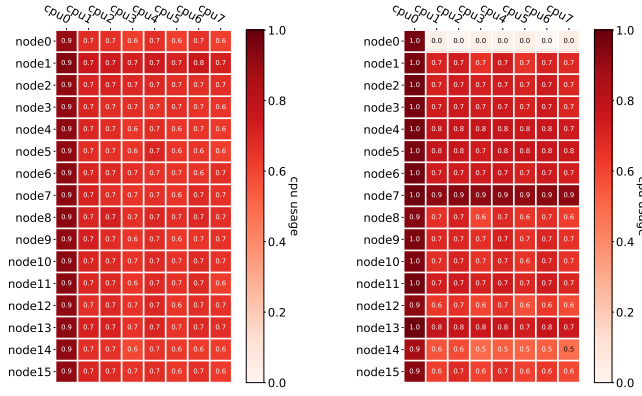 cpu0 cpu1 cpu2 cpu3 cpu4 cpu5 cpu6 cpu7
node0 0.9 0.7 0.7 0.6 0.7 0.6 0.7 0.6
node1 0.9 0.7 0.7 0.7 0.7 0.7 0.8 0.7
node2 0.9 0.7 0.7 0.7 0.7 0.7 0.7 0.7
node3 0.9 0.7 0.7 0.7 0.7 0.7 0.7 0.6
node4 0.9 0.7 0.7 0.6 0.7 0.6 0.7 0.7
node5 0.9 0.7 0.7 0.6 0.7 0.6 0.6 0.6
node6 0.9 0.7 0.7 0.7 0.7 0.6 0.7 0.6
node7 0.9 0.7 0.7 0.7 0.7 0.6 0.7 0.7
node8 0.9 0.7 0.7 0.7 0.7 0.7 0.7 0.7
node9 0.9 0.7 0.7 0.6 0.7 0.7 0.7 0.7
node10 0.9 0.7 0.7 0.7 0.7 0.7 0.7 0.7
node11 0.9 0.7 0.7 0.7 0.7 0.7 0.7 0.6
node12 0.9 0.7 0.7 0.7 0.7 0.6 0.7 0.7
node13 0.9 0.7 0.7 0.7 0.7 0.7 0.7 0.7
node14 0.9 0.7 0.7 0.6 0.7 0.6 0.6 0.6
node15 0.9 0.7 0.7 0.7 0.7 0.6 0.7 0.7
1.0
0.8
0.6
0.4
0.2
0.0
cpu usage
cpu0 cpu1 cpu2 cpu3 cpu4 cpu5 cpu6 cpu7
node0 1.0 0.0 0.0 0.0 0.0 0.0 0.0 0.0
node1 1.0 0.7 0.7 0.7 0.7 0.7 0.7 0.7
node2 1.0 0.7 0.7 0.7 0.7 0.7 0.7 0.7
node3 1.0 0.7 0.7 0.7 0.7 0.7 0.7 0.7
node4 1.0 0.8 0.8 0.8 0.8 0.8 0.8 0.7
node5 1.0 0.8 0.8 0.7 0.8 0.8 0.8 0.7
node6 1.0 0.7 0.7 0.7 0.7 0.7 0.7 0.7
node7 1.0 0.9 0.9 0.9 0.9 0.9 0.9 0.9
node8 0.9 0.7 0.7 0.6 0.7 0.6 0.7 0.6
node9 1.0 0.7 0.7 0.7 0.7 0.7 0.7 0.7
node10 1.0 0.7 0.7 0.7 0.7 0.6 0.7 0.7
node11 1.0 0.7 0.7 0.7 0.7 0.7 0.7 0.7
node12 0.9 0.6 0.7 0.6 0.6 0.6 0.6 0.6
node13 1.0 0.8 0.8 0.8 0.8 0.7 0.8 0.7
node14 0.9 0.6 0.6 0.5 0.5 0.5 0.5 0.5
node15 0.9 0.6 0.7 0.6 0.6 0.6 0.6 0.6
1.0
0.8
0.6
0.4
0.2
0.0
cpu usage